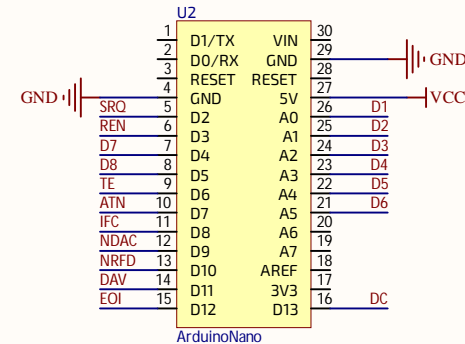 U2
1 D1/TX VIN 30
2 D0/RX GND 29 GND
3 RESET RESET 28
GND 4 GND 5V 27 VCC
SRQ 5 D2 A0 26 D1
REN 6 D3 A1 25 D2
D7 7 D4 A2 24 D3
D8 8 D5 A3 23 D4
TE 9 D6 A4 22 D5
ATN 10 D7 A5 21 D6
IFC 11 D8 A6 20
NDAC 12 D9 A7 19
NRFD 13 D10 AREF 18
DAV 14 D11 3V3 17
EOI 15 D12 D13 16 DC
ArduinoNano